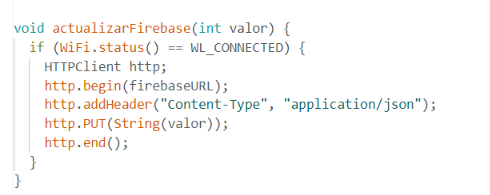 void actualizarFirebase(int valor) {
  if (WiFi.status() == WL_CONNECTED) {
    HTTPClient http;
    http.begin(firebaseURL);
    http.addHeader("Content-Type", "application/json");
    http.PUT(String(valor));
    http.end();
  }
}